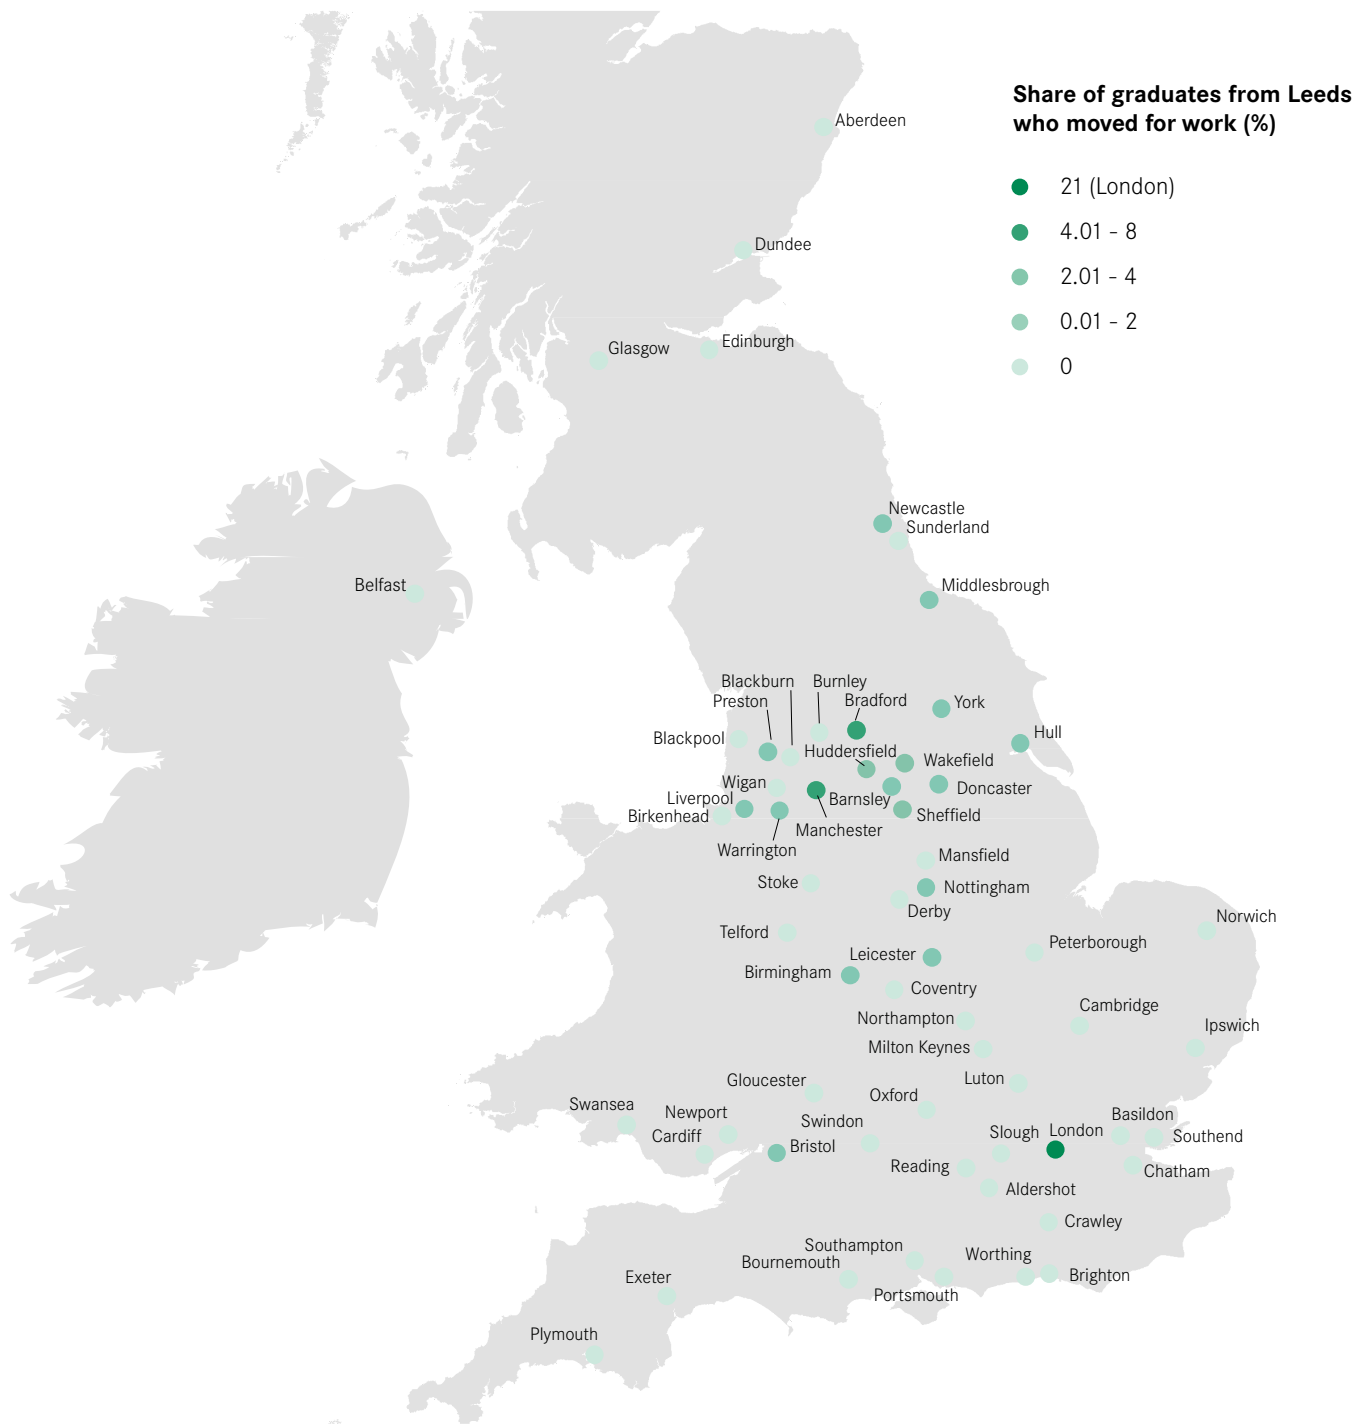 Share of graduates from Leeds
who moved for work (%)
21 (London)
4.01 - 8
2.01 - 4
0.01 - 2
0
Aberdeen
Dundee
Glasgow
Edinburgh
Newcastle
Sunderland
Belfast
Middlesbrough
Blackburn
Burnley
Preston
Bradford
York
Blackpool
Hull
Huddersfield
Wakefield
Wigan
Doncaster
Liverpool
Barnsley
Birkenhead
Sheffield
Manchester
Warrington
Mansfield
Stoke
Nottingham
Derby
Norwich
Telford
Peterborough
Leicester
Birmingham
Coventry
Cambridge
Northampton
Ipswich
Milton Keynes
Luton
Gloucester
Oxford
Swansea
Newport
Swindon
Basildon
Cardiff
Slough
London
Southend
Bristol
Reading
Chatham
Aldershot
Crawley
Southampton
Worthing
Bournemouth
Exeter
Brighton
Portsmouth
Plymouth